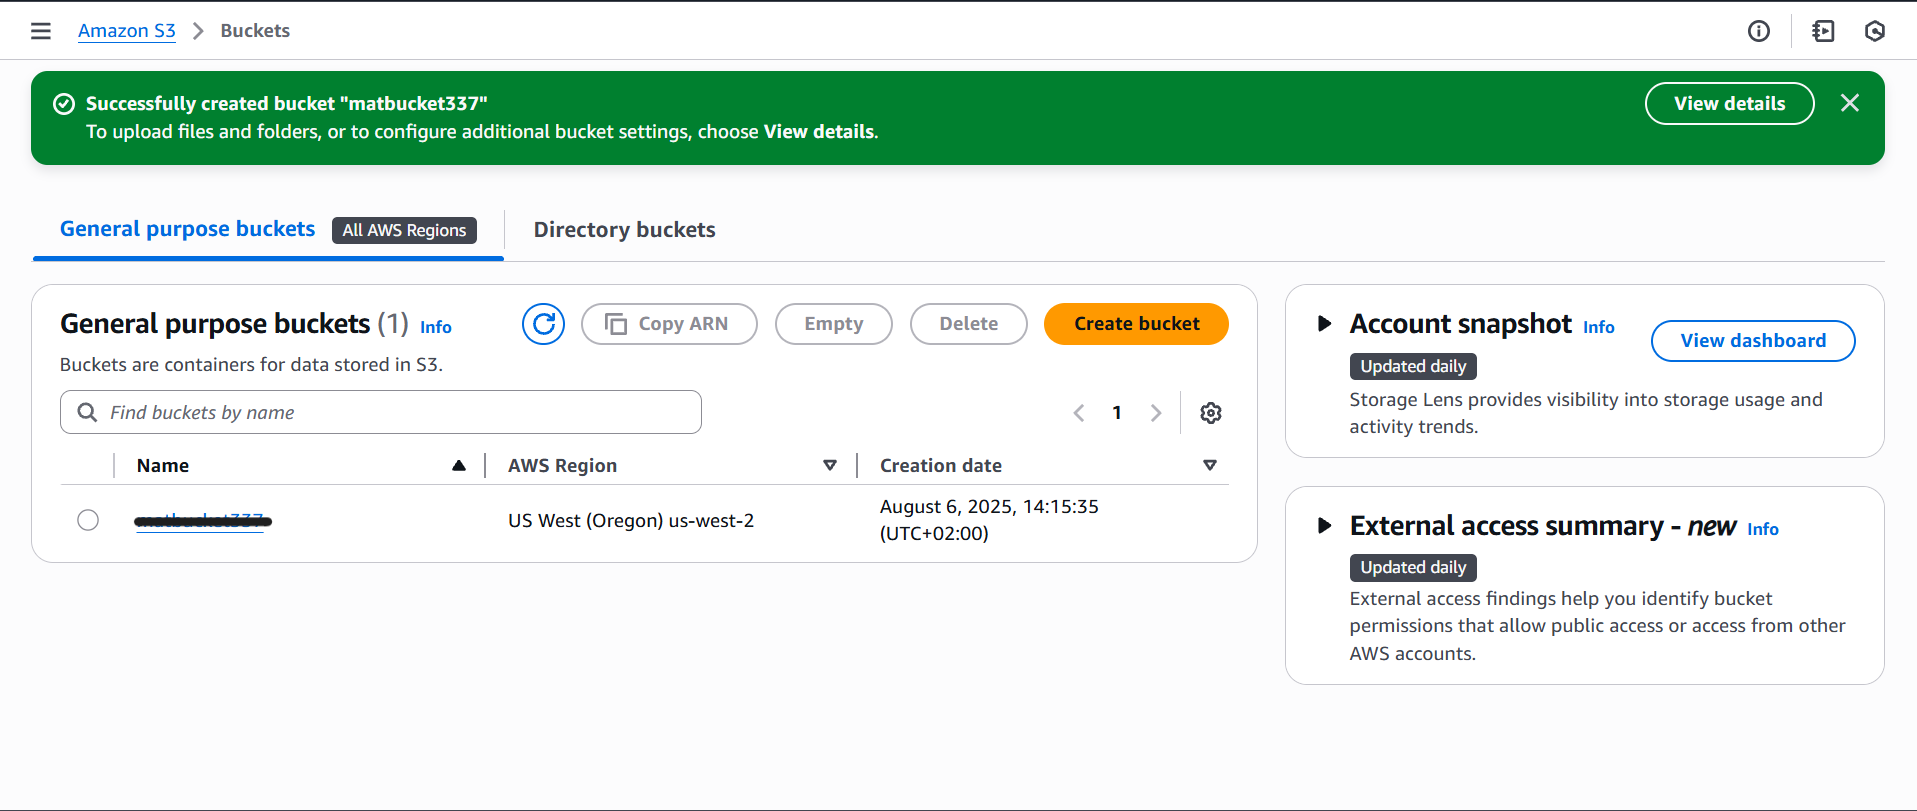 Amazon S3 > Buckets
Successfully created bucket "matbucket337"
To upload files and folders, or to configure additional bucket settings, choose View details.
View details
General purpose buckets All AWS Regions
Directory buckets
General purpose buckets (1) Info
Copy ARN
Empty
Delete
Create bucket
Buckets are containers for data stored in S3.
Find buckets by name
1
Name
AWS Region
Creation date
US West (Oregon) us-west-2
August 6, 2025, 14:15:35
(UTC+02:00)
Account snapshot Info
View dashboard
Updated daily
Storage Lens provides visibility into storage usage and
activity trends.
External access summary - new Info
Updated daily
External access findings help you identify bucket
permissions that allow public access or access from other
AWS accounts.